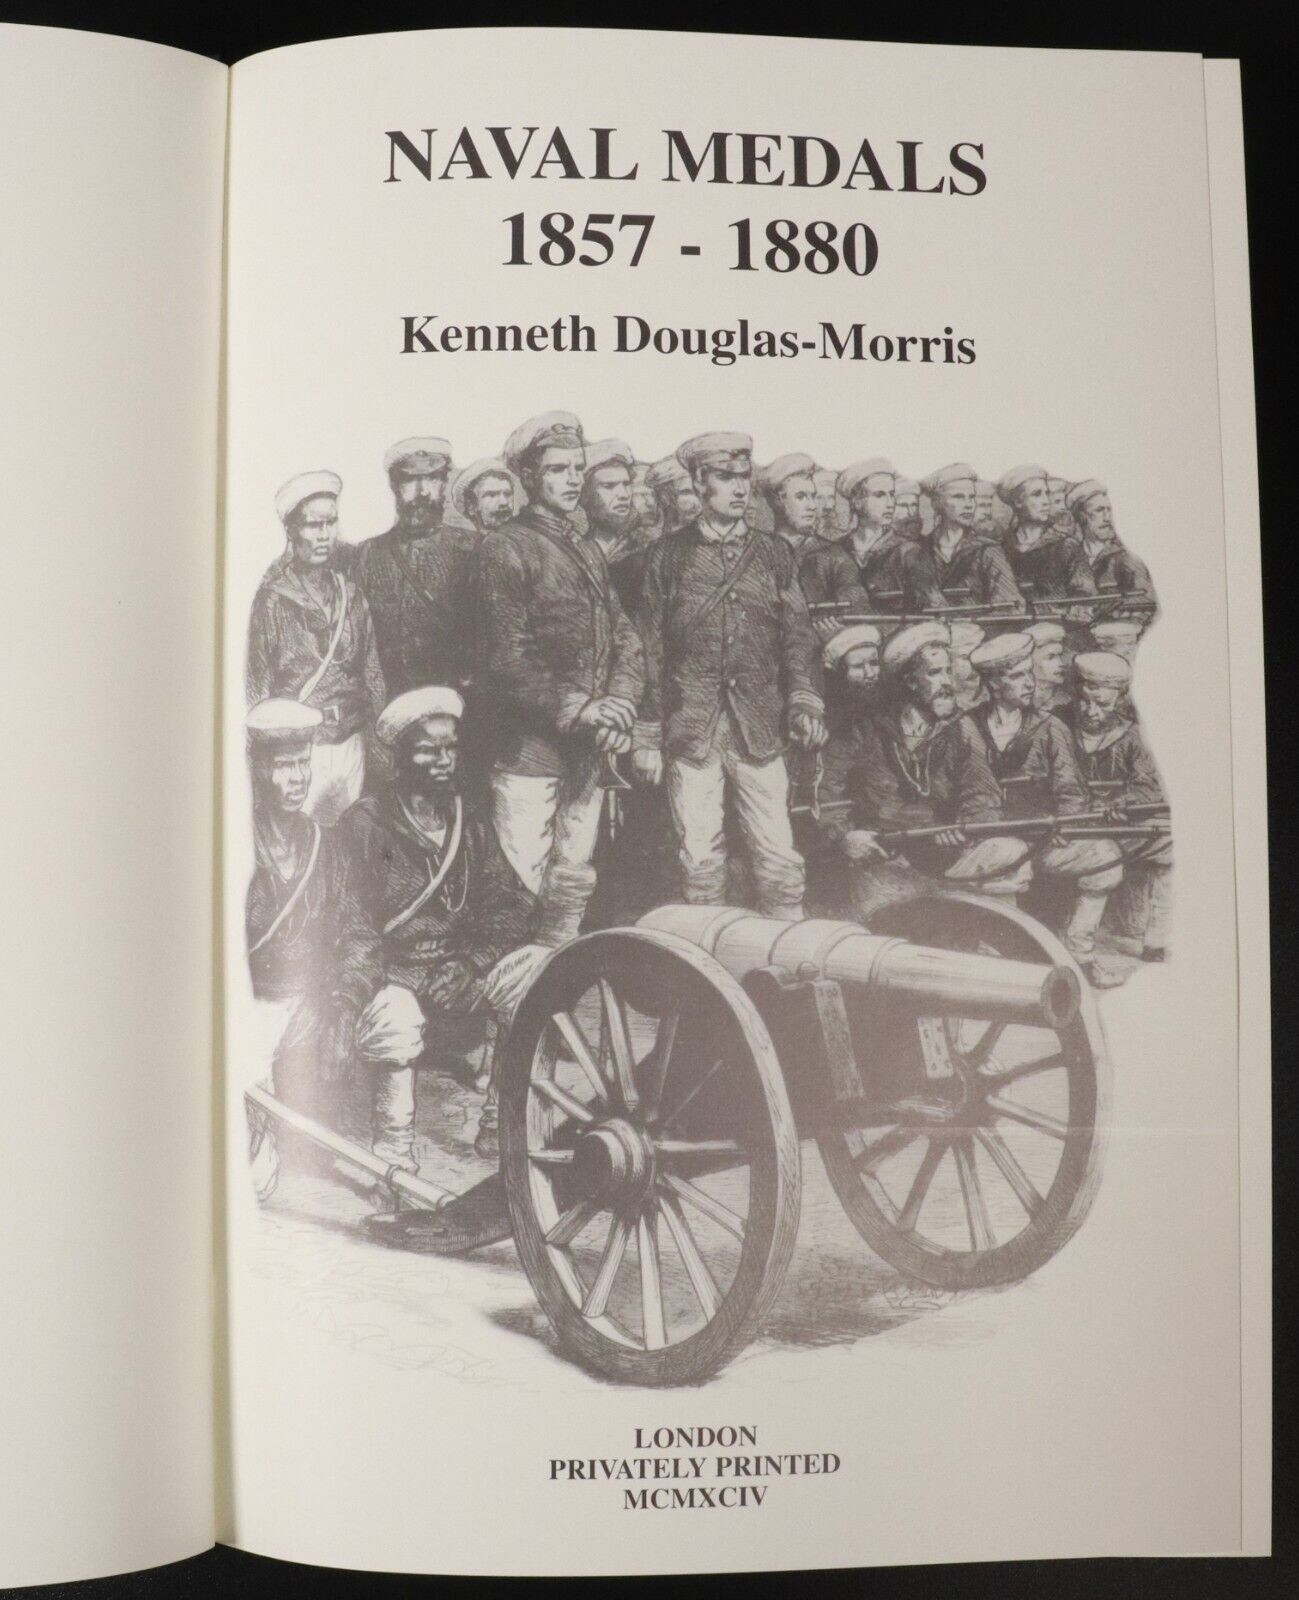 NAVAL MEDALS
1857 - 1880
Kenneth Douglas-Morris
LONDON
PRIVATELY PRINTED
MCMXCIV